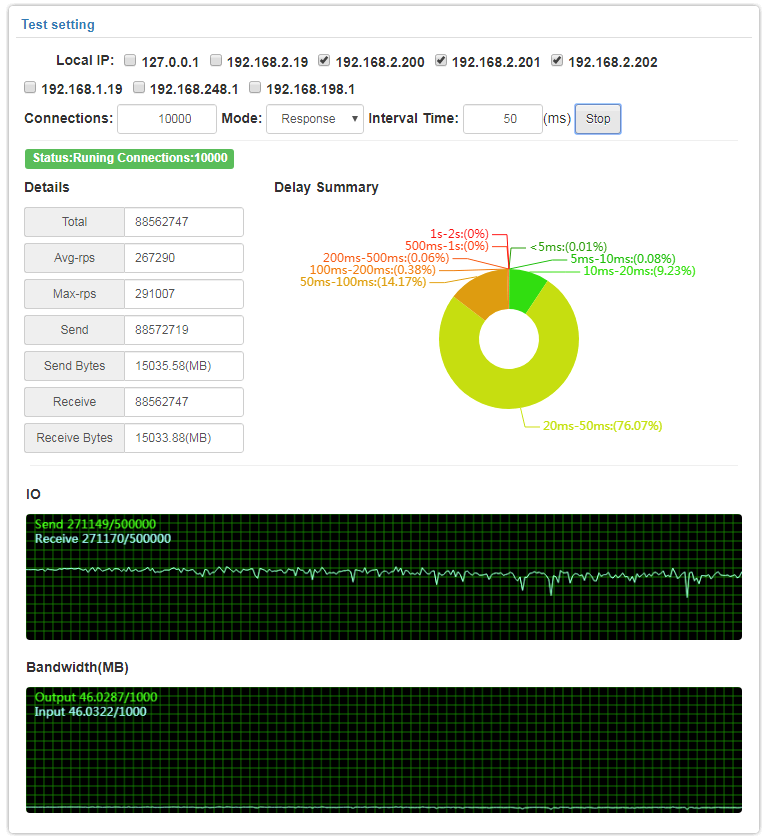 Test setting
Local IP: 127.0.0.1 192.168.2.19 192.168.2.200 192.168.2.201 192.168.2.202
192.168.1.19 192.168.248.1 192.168.198.1
Connections: 10000 Mode: Response Interval Time: 50 (ms) Stop
Status:Runing Connections:10000
Details
Delay Summary
Total 88562747
Avg-rps 267290
Max-rps 291007
Send 88572719
Send Bytes 15035.58(MB)
Receive 88562747
Receive Bytes 15033.88(MB)
1s-2s:(0%)
500ms-1s:(0%)
200ms-500ms:(0.06%)
100ms-200ms:(0.38%)
50ms-100ms:(14.17%)
<5ms:(0.01%)
5ms-10ms:(0.08%)
10ms-20ms:(9.23%)
20ms-50ms:(76.07%)
IO
Send 271149/500000
Receive 271170/500000
Bandwidth(MB)
Output 46.0287/1000
Input 46.0322/1000